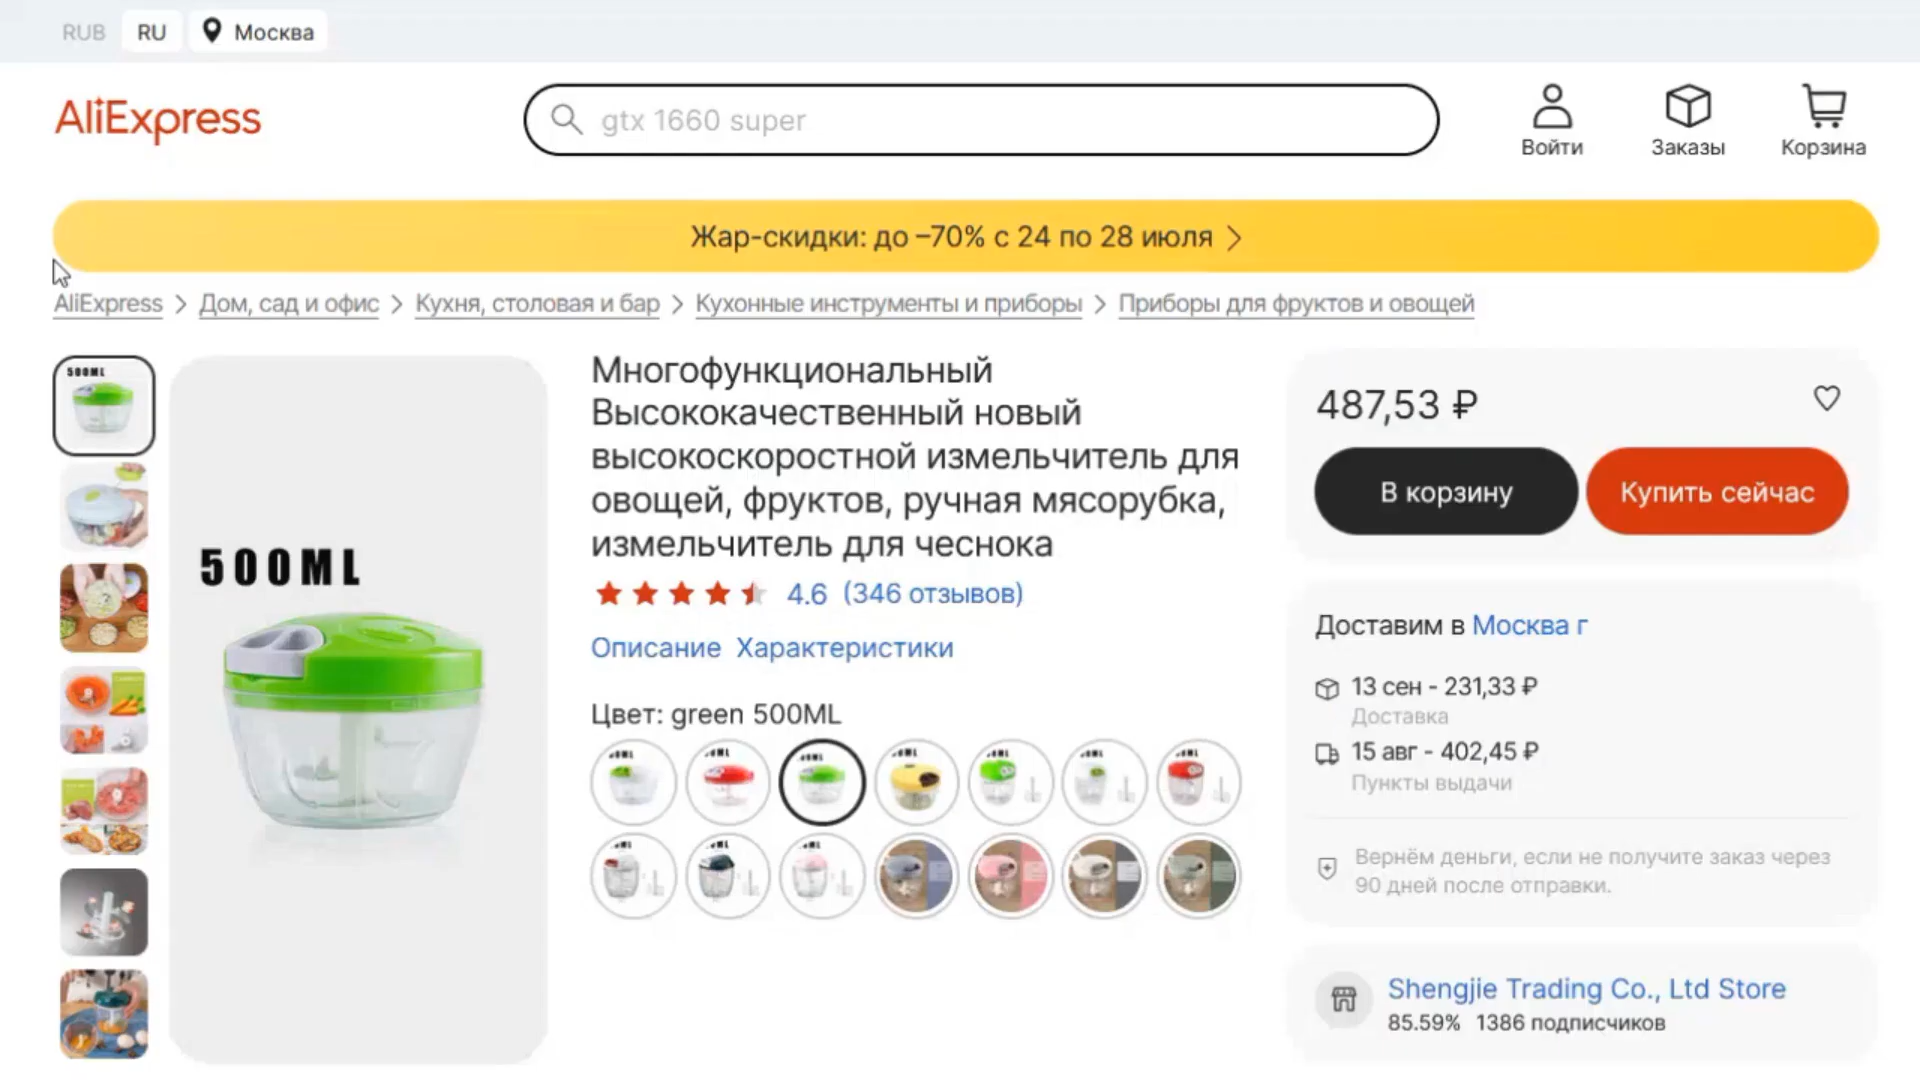 RUB RU Москва
AliExpress
gtx 1660 super
Войти
Заказы
Корзина
Жар-скидки: до –70% с 24 по 28 июля
AliExpress > Дом, сад и офис > Кухня, столовая и бар > Кухонные инструменты и приборы > Приборы для фруктов и овощей
500ML
500ML
Многофункциональный
Высококачественный новый
высокоскоростной измельчитель для
овощей, фруктов, ручная мясорубка,
измельчитель для чеснока
4.6 (346 отзывов)
Описание Характеристики
Цвет: green 500ML
487,53 ₽
В корзину
Купить сейчас
Доставим в Москва г
13 сен - 231,33 ₽
Доставка
15 авг - 402,45 ₽
Пункты выдачи
Вернём деньги, если не получите заказ через
90 дней после отправки.
Shengjie Trading Co., Ltd Store
85.59% 1386 подписчиков